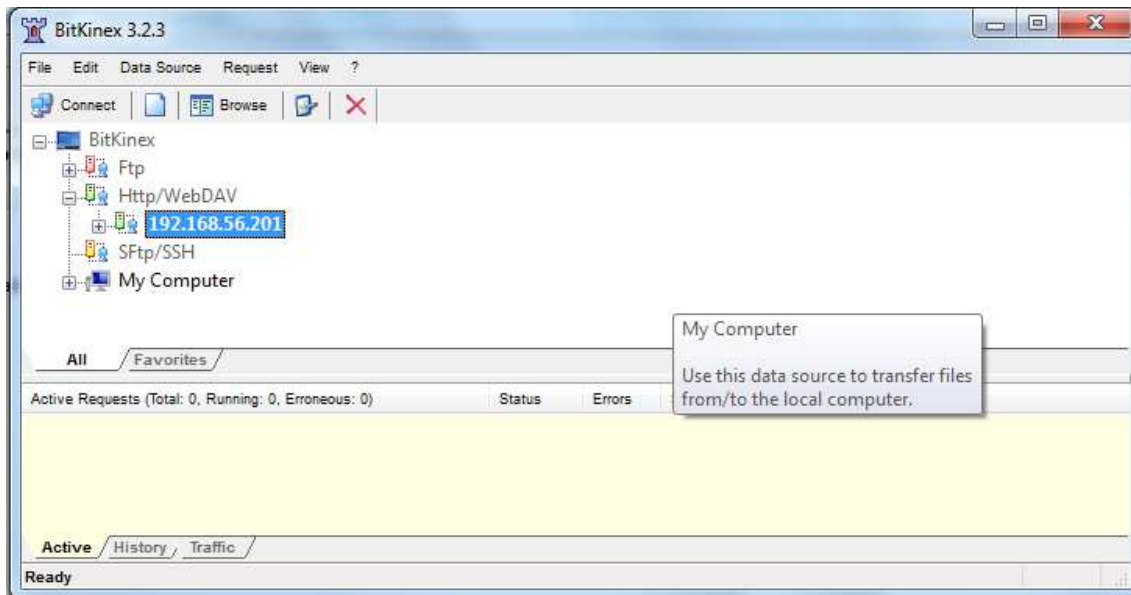 BitKinex 3.2.3
File Edit Data Source Request View ?
Connect Browse
BitKinex
Ftp
Http/WebDAV
192.168.56.201
SFtp/SSH
My Computer
My Computer
Use this data source to transfer files
from/to the local computer.
All Favorites
Active Requests (Total: 0, Running: 0, Erroneous: 0) Status Errors
Active History Traffic
Ready